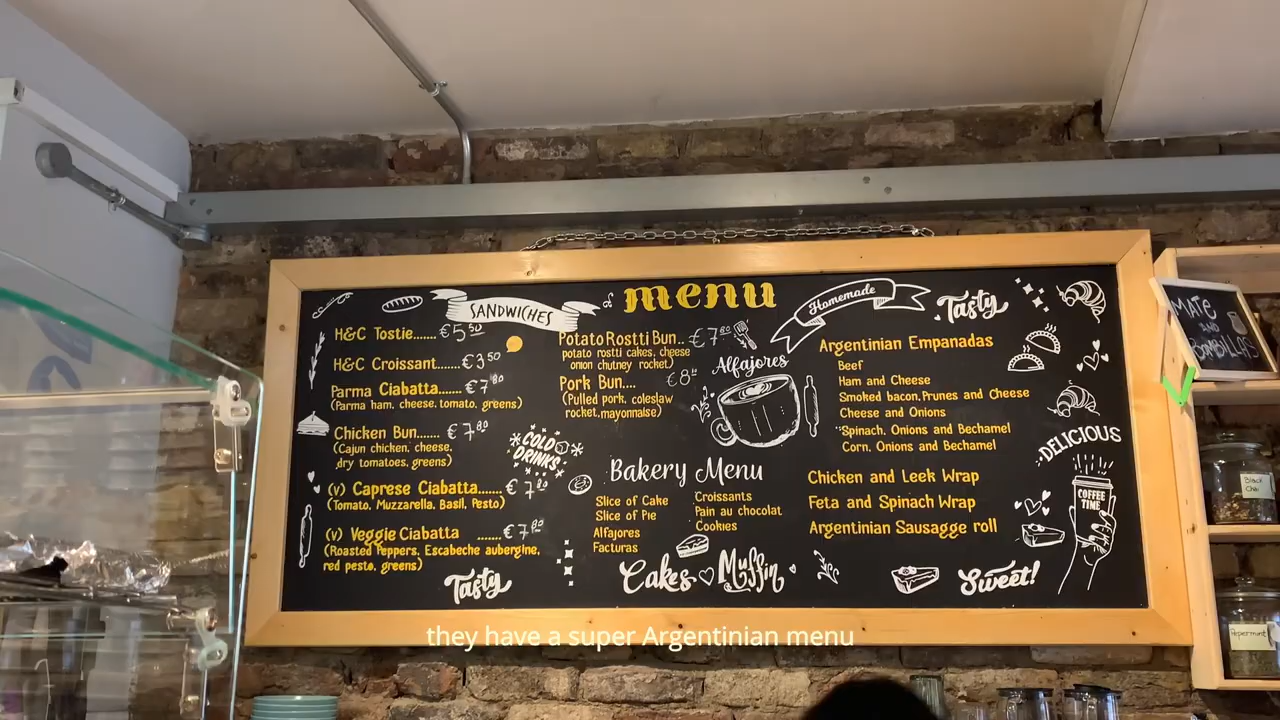 SANDWICHES
menu
H&C Tostie.......€5 50
H&C Croissant.......€3 50
Parma Ciabatta.......€7 80
(Parma ham, cheese, tomato, greens)
Chicken Bun....... €7 80
(Cajun chicken, cheese,
dry tomatoes, greens)
(v) Caprese Ciabatta....... €7 80
(Tomato, Muzzarella, Basil, Pesto)
(v) Veggie Ciabatta .......€7 80
(Roasted Peppers, Escabeche aubergine,
red pesto, greens)
Tasty
Potato Rostti Bun.. €7 80
potato rostti cakes, cheese
onion chutney rocket)
Pork Bun.... €8
(Pulled pork, coleslaw
rocket,mayonnaise)
COLD
DRINKS
Alfajores
Bakery Menu
Slice of Cake
Slice of Pie
Alfajores
Facturas
Croissants
Pain au chocolat
Cookies
Cakes Muffin
Homemade
Tasty
Argentinian Empanadas
Beef
Ham and Cheese
Smoked bacon, Prunes and Cheese
Cheese and Onions
Spinash, Onions and Bechamel
Corn, Onions and Bechamel
Chicken and Leek Wrap
Feta and Spinach Wrap
Argentinian Sausagge roll
DELICIOUS
COFFEE
TIME
Sweet!
MATE
AND
BOMBILLAS
Black
Chai
Peppermint
they have a super Argentinian menu